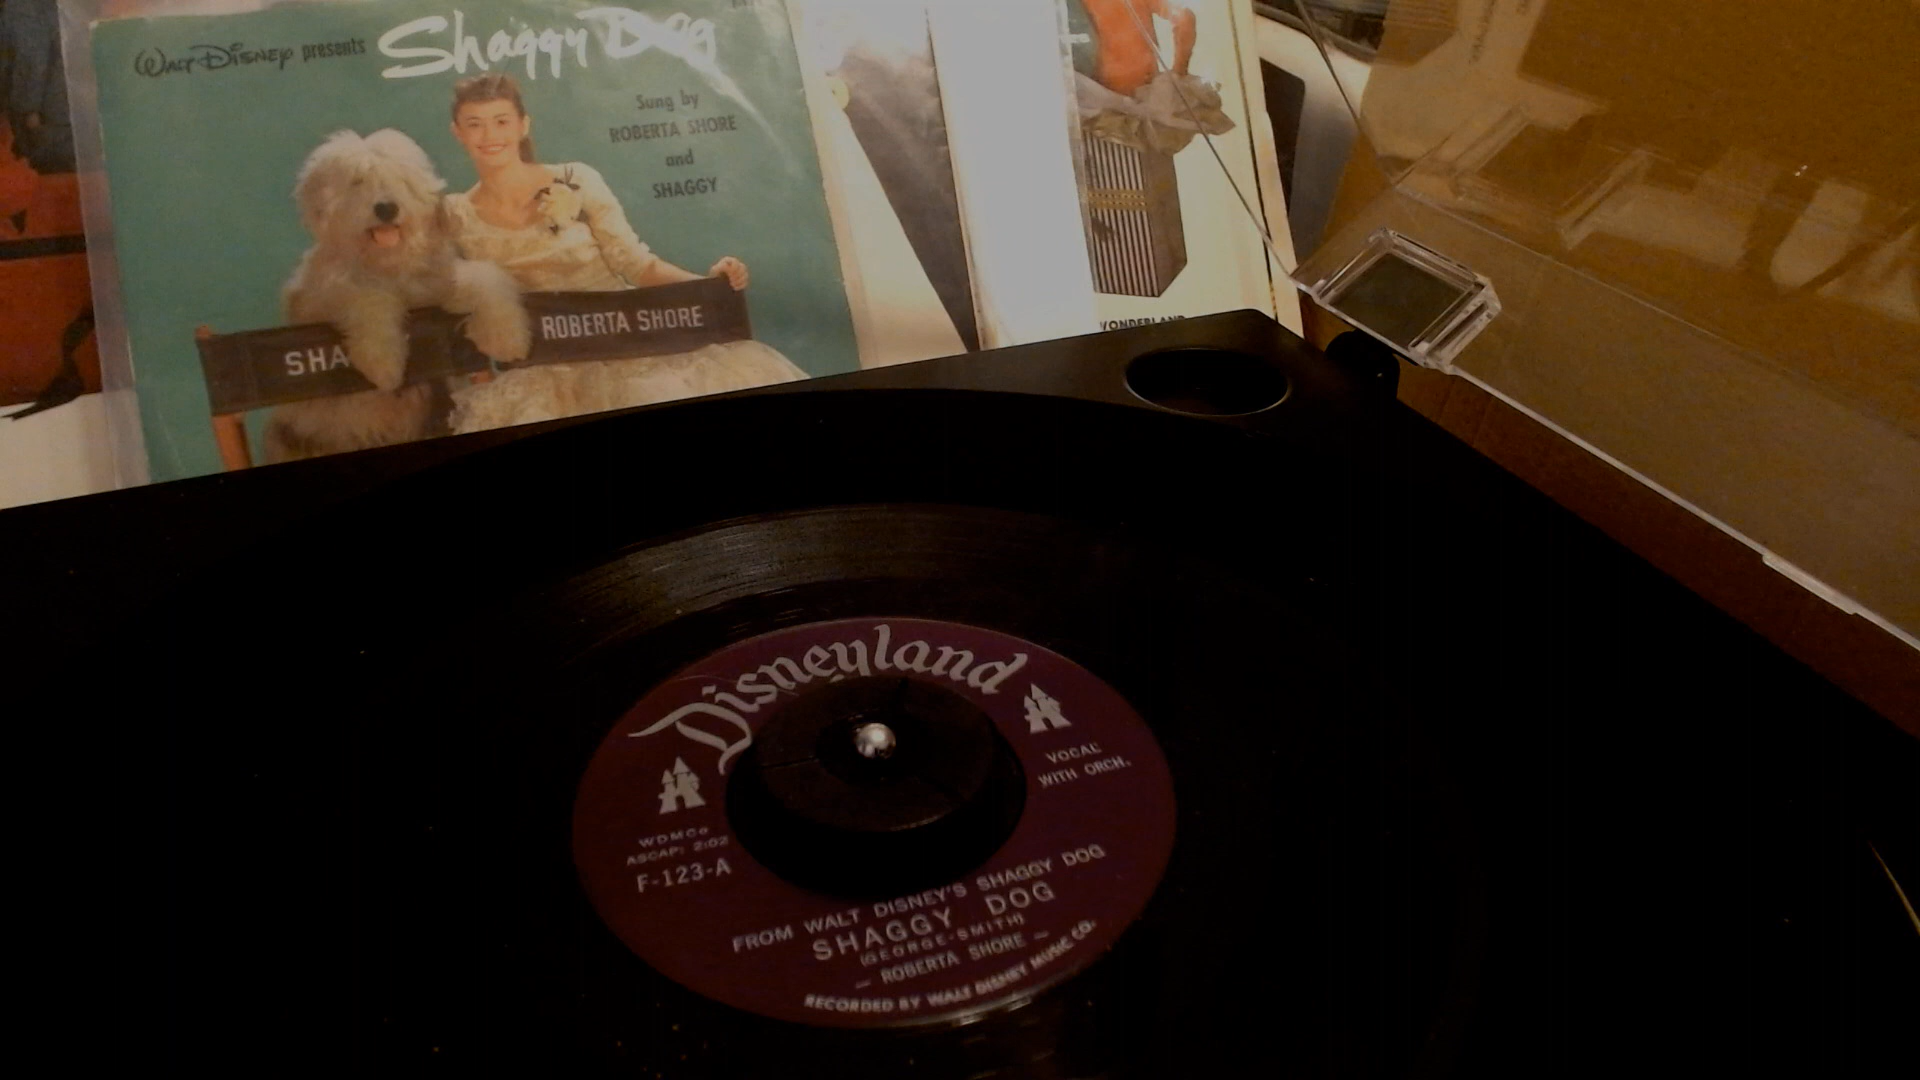 WALT DISNEY presents
Shaggy Dog
Sung by
ROBERTA SHORE
and
SHAGGY
SHA
ROBERTA SHORE
WONDERLAND
Disneyland
VOCAL
WITH ORCH.
WDMCo
ASCAP: 2:02
F-123-A
FROM WALT DISNEY'S SHAGGY DOG
SHAGGY DOG
(GEORGE-SMITH)
— ROBERTA SHORE —
RECORDED BY WALT DISNEY MUSIC CO.